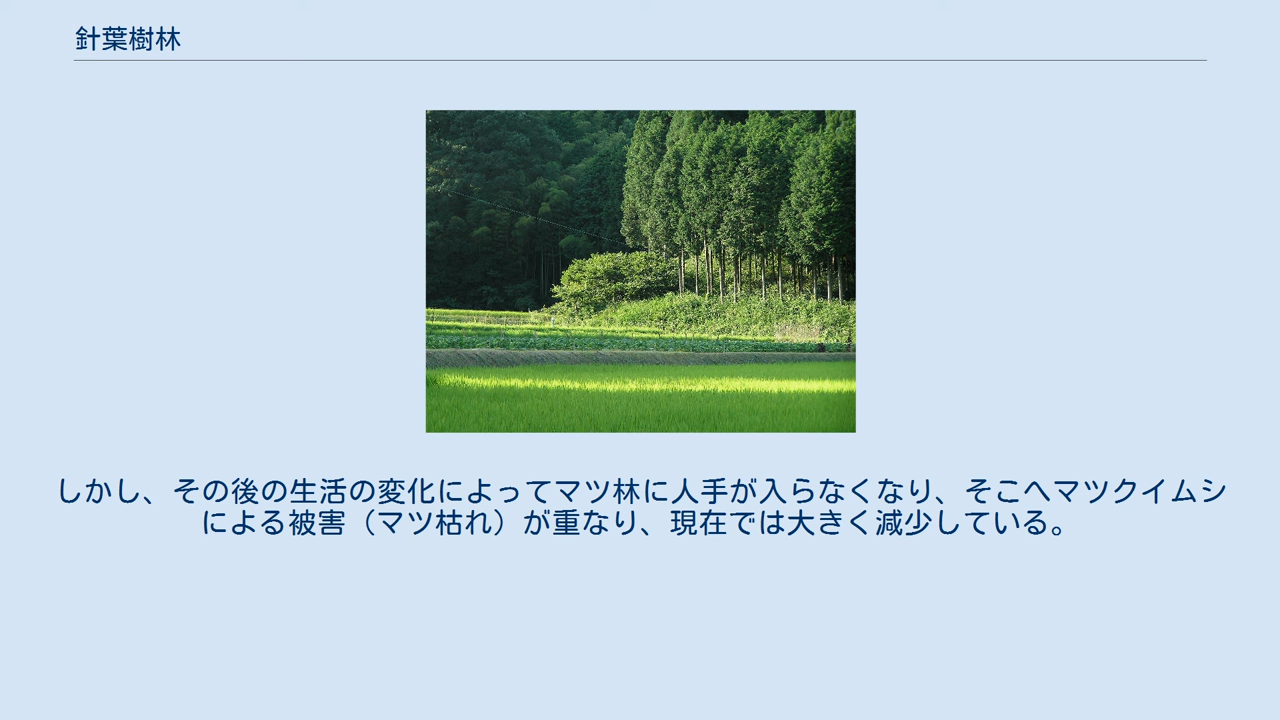 針葉樹林
しかし、その後の生活の変化によってマツ林に人手が入らなくなり、そこへマツクイムシ
による被害（マツ枯れ）が重なり、現在では大きく減少している。